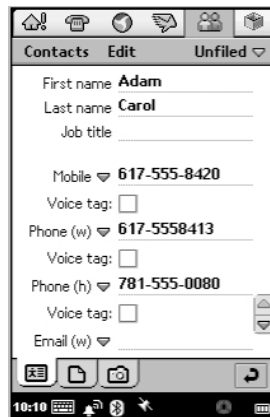 Contacts Edit Unfiled
First name Adam
Last name Carol
Job title
Mobile 617-555-8420
Voice tag:
Phone (w) 617-5558413
Voice tag:
Phone (h) 781-555-0080
Voice tag:
Email (w)
10:10